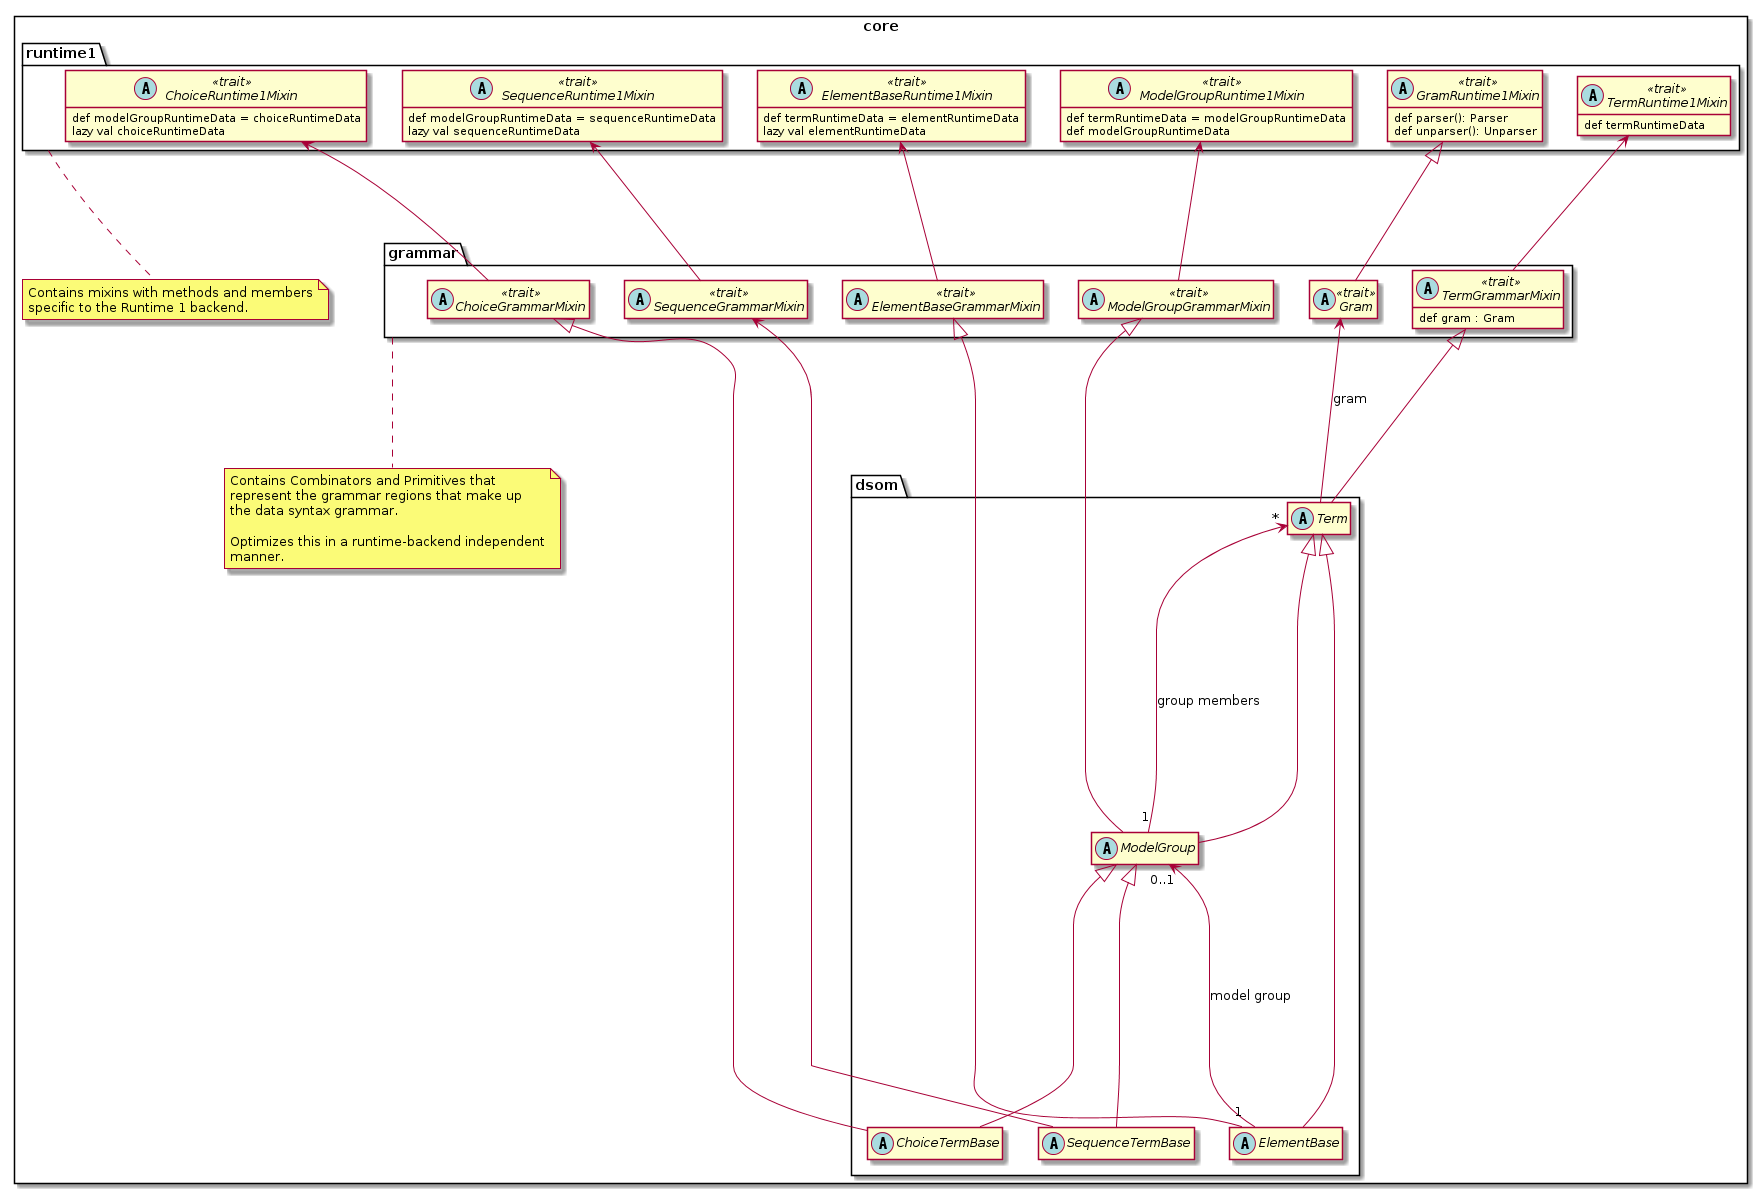 core
runtime1
A
«trait»
ChoiceRuntime1Mixin
def modelGroupRuntimeData = choiceRuntimeData
lazy val choiceRuntimeData
A
«trait»
SequenceRuntime1Mixin
def modelGroupRuntimeData = sequenceRuntimeData
lazy val sequenceRuntimeData
A
«trait»
ElementBaseRuntime1Mixin
def termRuntimeData = elementRuntimeData
lazy val elementRuntimeData
A
«trait»
ModelGroupRuntime1Mixin
def termRuntimeData = modelGroupRuntimeData
def modelGroupRuntimeData
A
«trait»
GramRuntime1Mixin
def parser(): Parser
def unparser(): Unparser
A
«trait»
TermRuntime1Mixin
def termRuntimeData
Contains mixins with methods and members
specific to the Runtime 1 backend.
grammar
A
«trait»
ChoiceGrammarMixin
A
«trait»
SequenceGrammarMixin
A
«trait»
ElementBaseGrammarMixin
A
«trait»
ModelGroupGrammarMixin
A
«trait»
Gram
A
«trait»
TermGrammarMixin
def gram : Gram
gram
Contains Combinators and Primitives that
represent the grammar regions that make up
the data syntax grammar.
Optimizes this in a runtime-backend independent
manner.
dsom
*
A
Term
group members
1
A
ModelGroup
0..1
model group
1
A
ChoiceTermBase
A
SequenceTermBase
A
ElementBase